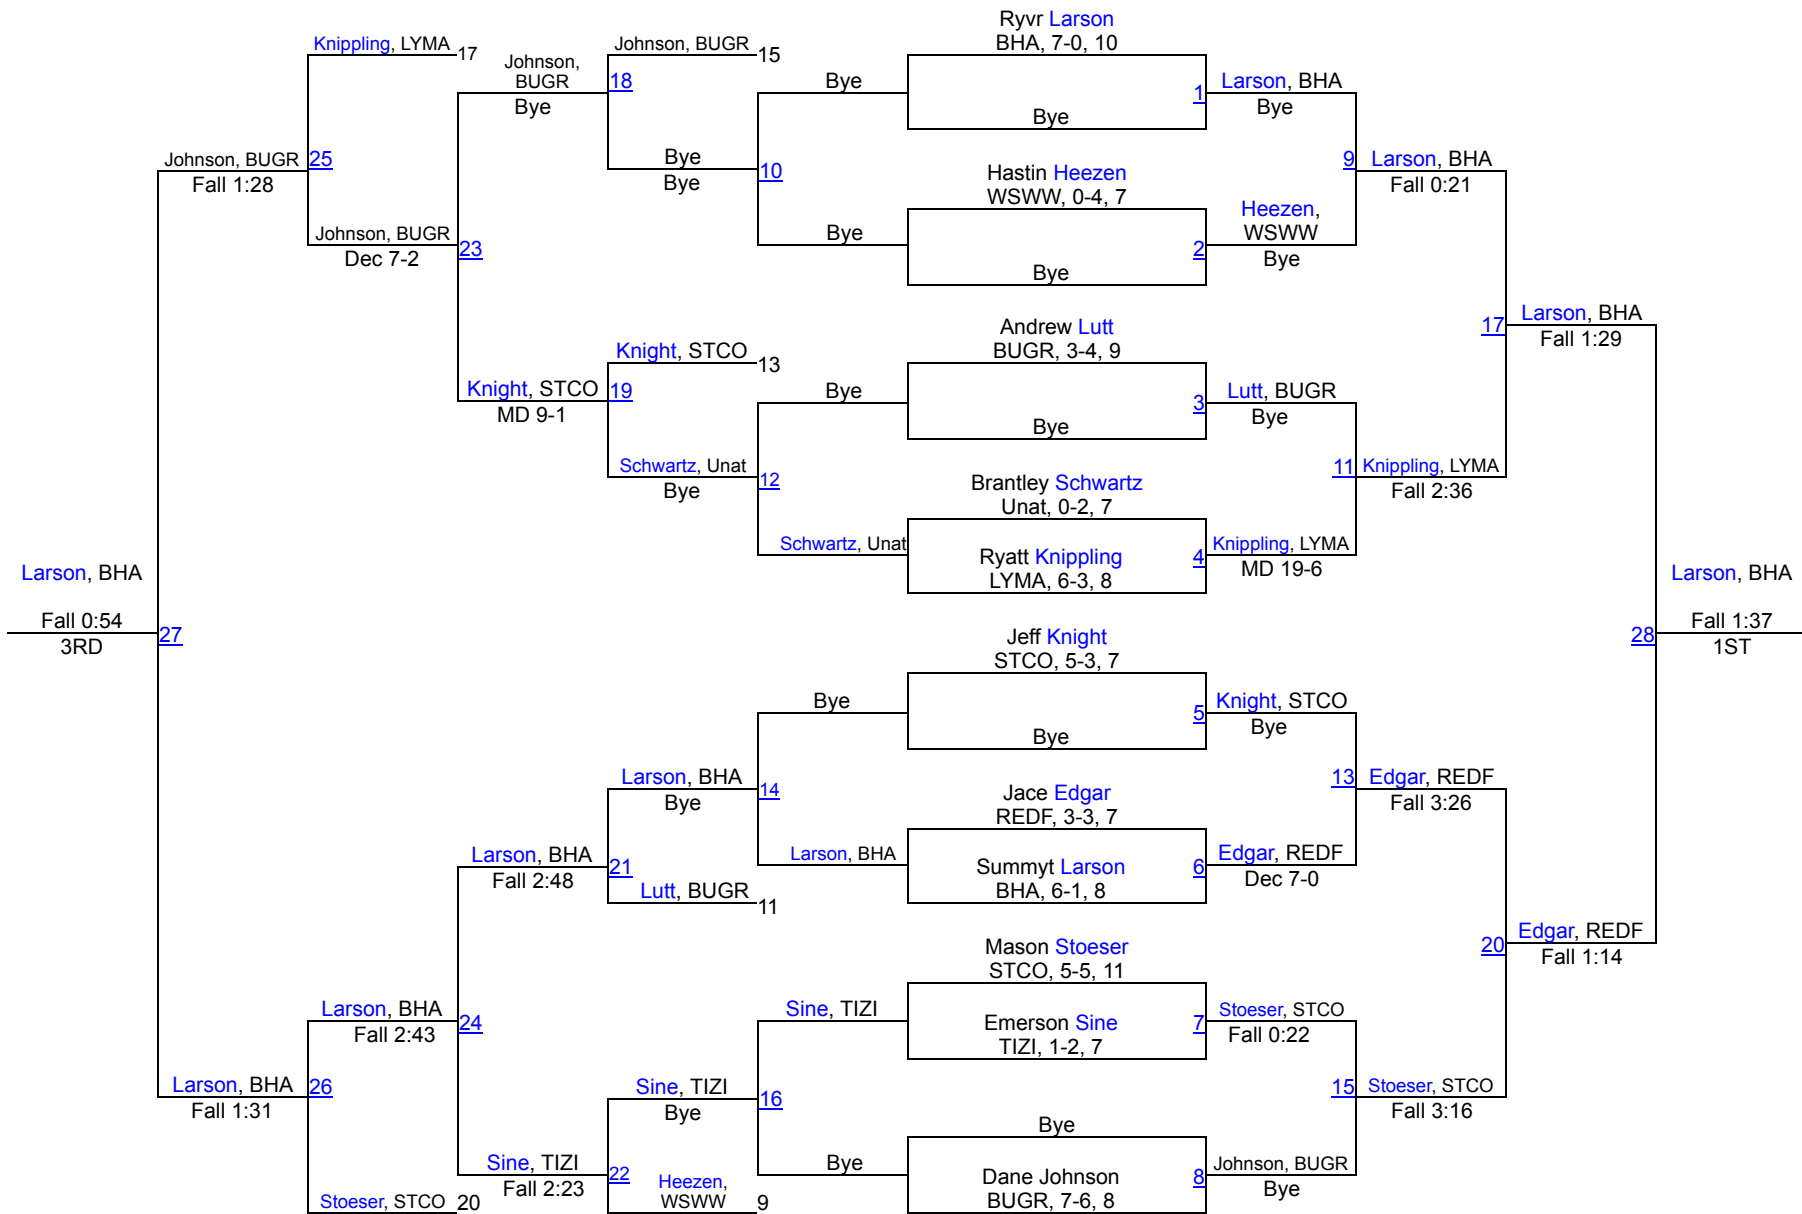 Ryvr Larson
BHA, 7-0, 10
Knippling, LYMA 17
Johnson, BUGR 15
Johnson,
BUGR
Bye
18
Bye
1
Larson, BHA
Bye
Bye
Johnson, BUGR
Fall 1:28
25
Bye
Bye
10
Hastin Heezen
WSWW, 0-4, 7
9
Larson, BHA
Fall 0:21
Johnson, BUGR
Dec 7-2
23
Bye
2
Heezen,
WSWW
Bye
Bye
Andrew Lutt
BUGR, 3-4, 9
17
Larson, BHA
Fall 1:29
Knight, STCO 13
Knight, STCO
MD 9-1
19
Bye
3
Lutt, BUGR
Bye
Bye
Schwartz, Unat
Bye
12
Brantley Schwartz
Unat, 0-2, 7
11
Knippling, LYMA
Fall 2:36
Schwartz, Unat
Ryatt Knippling
LYMA, 6-3, 8
4
Knippling, LYMA
MD 19-6
Larson, BHA
Fall 0:54
3RD
27
Larson, BHA
Fall 1:37
1ST
28
Jeff Knight
STCO, 5-3, 7
Bye
5
Knight, STCO
Bye
Bye
Larson, BHA
Bye
14
Jace Edgar
REDF, 3-3, 7
13
Edgar, REDF
Fall 3:26
Larson, BHA
Fall 2:48
21
Larson, BHA
Summyt Larson
BHA, 6-1, 8
6
Edgar, REDF
Dec 7-0
Lutt, BUGR 11
Mason Stoeser
STCO, 5-5, 11
20
Edgar, REDF
Fall 1:14
Larson, BHA
Fall 2:43
24
Sine, TIZI
Emerson Sine
TIZI, 1-2, 7
7
Stoeser, STCO
Fall 0:22
Larson, BHA
Fall 1:31
26
Sine, TIZI
Bye
16
15
Stoeser, STCO
Fall 3:16
Bye
Sine, TIZI
Fall 2:23
22
Bye
Dane Johnson
BUGR, 7-6, 8
8
Johnson, BUGR
Bye
Stoeser, STCO 20
Heezen,
WSWW 9